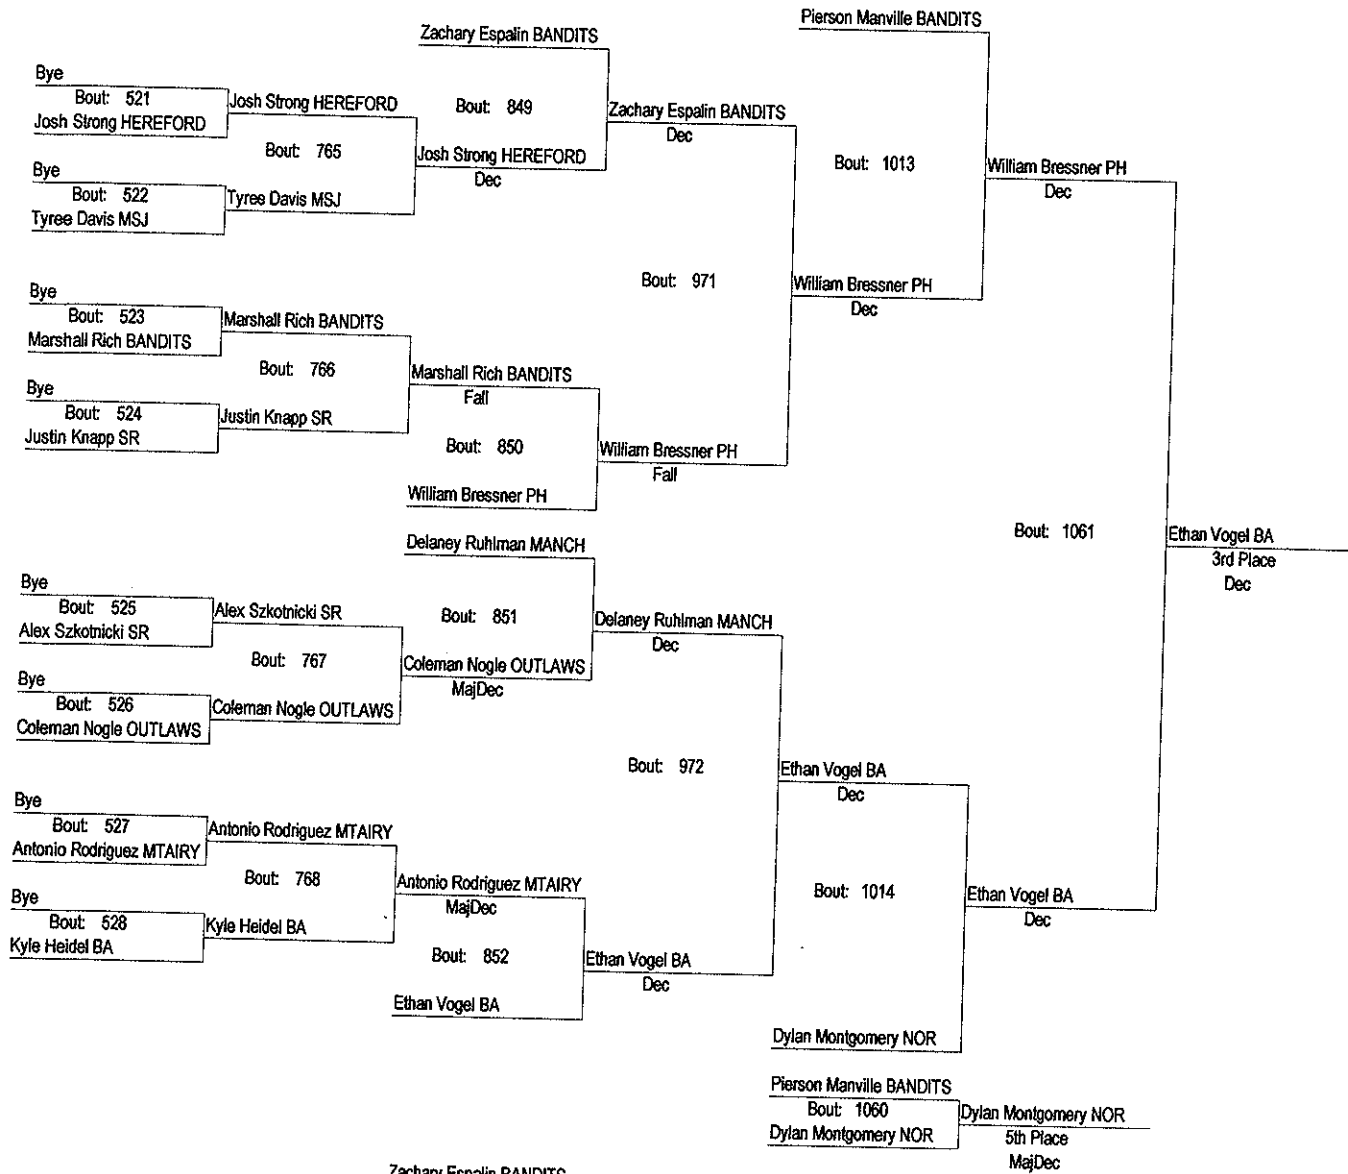 Pierson Manville BANDITS
Zachary Espalin BANDITS
Bye
Bout: 521
Josh Strong HEREFORD
Josh Strong HEREFORD
Bout: 849
Zachary Espalin BANDITS
Dec
Bout: 765
Josh Strong HEREFORD
Dec
Bout: 1013
William Bressner PH
Dec
Bye
Bout: 522
Tyree Davis MSJ
Tyree Davis MSJ
Bout: 971
William Bressner PH
Dec
Bye
Bout: 523
Marshall Rich BANDITS
Marshall Rich BANDITS
Bout: 766
Marshall Rich BANDITS
Fall
Bye
Bout: 524
Justin Knapp SR
Justin Knapp SR
Bout: 850
William Bressner PH
Fall
William Bressner PH
Bout: 1061
Ethan Vogel BA
3rd Place
Dec
Delaney Ruhlman MANCH
Bye
Bout: 525
Alex Szkotnicki SR
Alex Szkotnicki SR
Bout: 851
Delaney Ruhlman MANCH
Dec
Bout: 767
Coleman Nogle OUTLAWS
MajDec
Bye
Bout: 526
Coleman Nogle OUTLAWS
Coleman Nogle OUTLAWS
Bout: 972
Ethan Vogel BA
Dec
Bye
Bout: 527
Antonio Rodriguez MTAIRY
Antonio Rodriguez MTAIRY
Bout: 768
Antonio Rodriguez MTAIRY
MajDec
Bout: 1014
Ethan Vogel BA
Dec
Bye
Bout: 528
Kyle Heidel BA
Kyle Heidel BA
Bout: 852
Ethan Vogel BA
Dec
Ethan Vogel BA
Dylan Montgomery NOR
Pierson Manville BANDITS
Bout: 1060
Dylan Montgomery NOR
Dylan Montgomery NOR
5th Place
MajDec
Zachary Espalin BANDITS